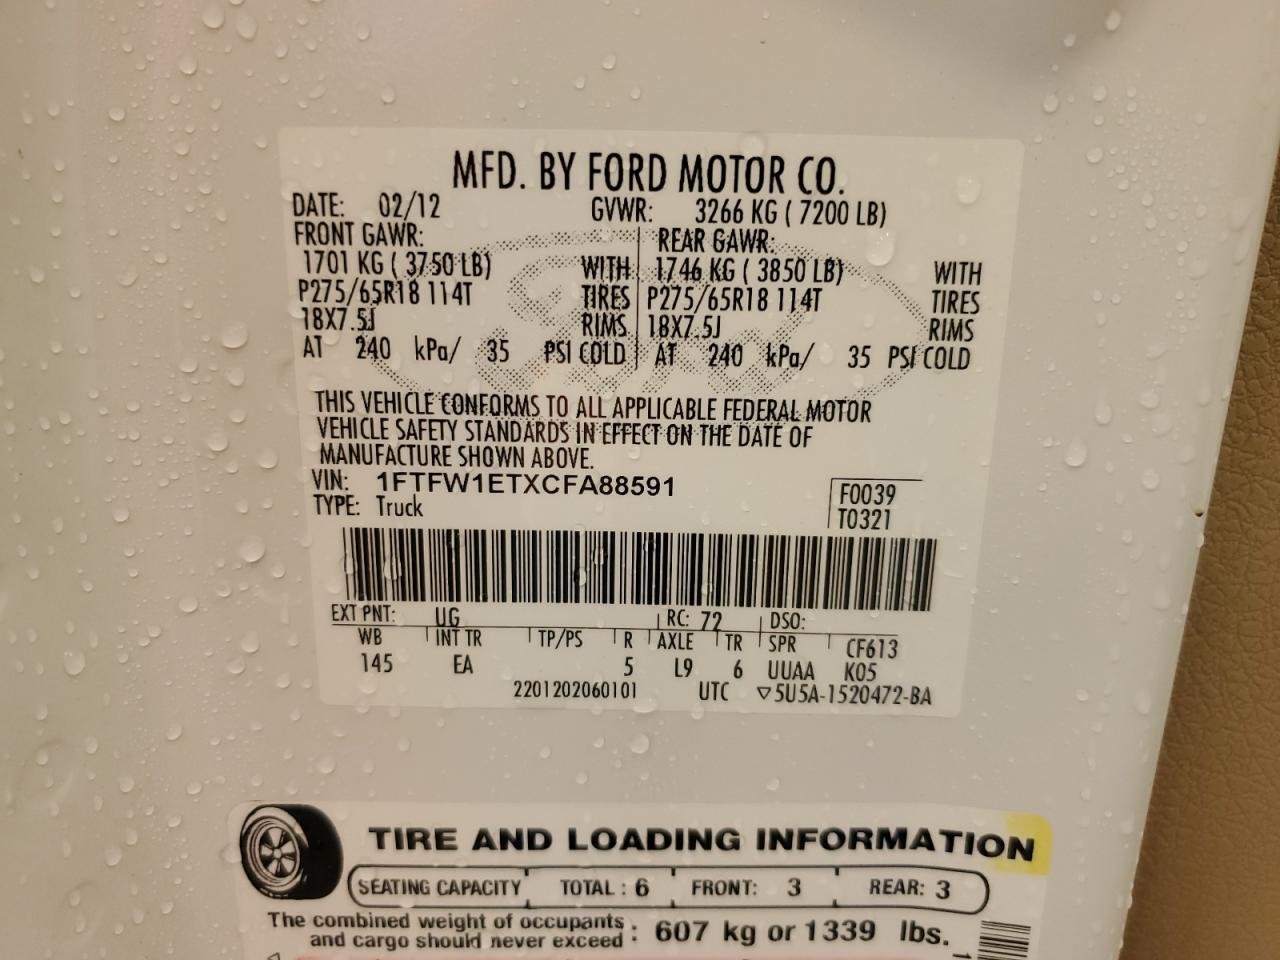 MFD. BY FORD MOTOR CO.
DATE: 02/12 GVWR: 3266 KG ( 7200 LB)
FRONT GAWR: REAR GAWR:
1701 KG ( 3750 LB) WITH 1746 KG ( 3850 LB) WITH
P275/65R18 114T TIRES P275/65R18 114T TIRES
18X7.5J RIMS 18X7.5J RIMS
AT 240 kPa/ 35 PSI COLD AT 240 kPa/ 35 PSI COLD
THIS VEHICLE CONFORMS TO ALL APPLICABLE FEDERAL MOTOR
VEHICLE SAFETY STANDARDS IN EFFECT ON THE DATE OF
MANUFACTURE SHOWN ABOVE.
VIN: 1FTFW1ETXCFA88591 F0039
TYPE: Truck T0321
EXT PNT: UG RC: 72 DSO:
WB INT TR TP/PS R AXLE TR SPR CF613
145 EA 5 L9 6 UUAA K05
2201202060101 UTC ▽5U5A-1520472-BA
TIRE AND LOADING INFORMATION
SEATING CAPACITY TOTAL : 6 FRONT: 3 REAR: 3
The combined weight of occupants
and cargo should never exceed : 607 kg or 1339 lbs.